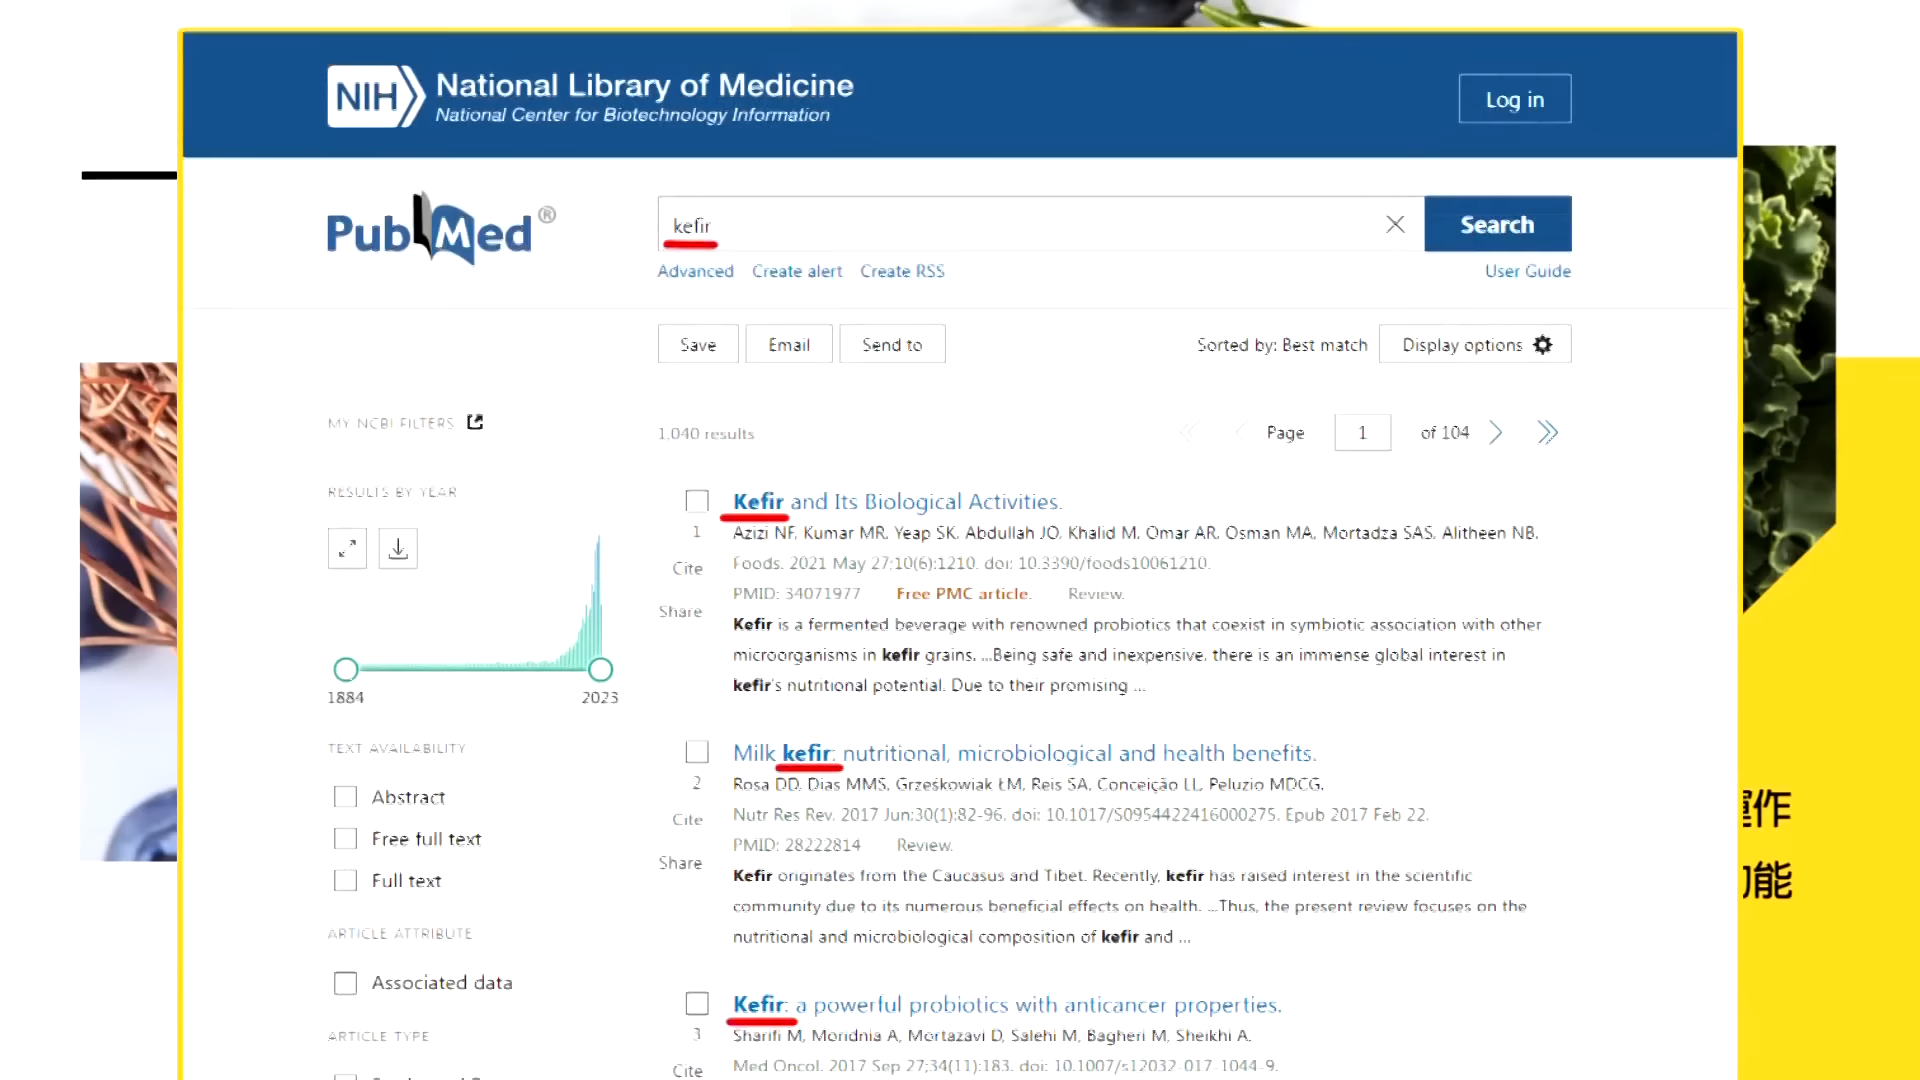 NIH National Library of Medicine
National Center for Biotechnology Information
Log in
PubMed®
kefir
Search
Advanced Create alert Create RSS
User Guide
Save Email Send to
Sorted by: Best match Display options
MY NCBI FILTERS
1,040 results
Page 1 of 104
RESULTS BY YEAR
1884 2023
TEXT AVAILABILITY
Abstract
Free full text
Full text
ARTICLE ATTRIBUTE
Associated data
ARTICLE TYPE
Kefir and Its Biological Activities.
1
Cite
Share
Azizi NF, Kumar MR, Yeap SK, Abdullah JO, Khalid M, Omar AR, Osman MA, Mortadza SAS, Alitheen NB.
Foods. 2021 May 27;10(6):1210. doi: 10.3390/foods10061210.
PMID: 34071977 Free PMC article. Review.
Kefir is a fermented beverage with renowned probiotics that coexist in symbiotic association with other
microorganisms in kefir grains. ...Being safe and inexpensive, there is an immense global interest in
kefir's nutritional potential. Due to their promising ...
Milk kefir: nutritional, microbiological and health benefits.
2
Cite
Share
Rosa DD, Dias MMS, Grześkowiak ŁM, Reis SA, Conceição LL, Peluzio MDCG.
Nutr Res Rev. 2017 Jun;30(1):82-96. doi: 10.1017/S0954422416000275. Epub 2017 Feb 22.
PMID: 28222814 Review.
Kefir originates from the Caucasus and Tibet. Recently, kefir has raised interest in the scientific
community due to its numerous beneficial effects on health. ...Thus, the present review focuses on the
nutritional and microbiological composition of kefir and ...
Kefir: a powerful probiotics with anticancer properties.
3
Cite
Sharifi M, Moridnia A, Mortazavi D, Salehi M, Bagheri M, Sheikhi A.
Med Oncol. 2017 Sep 27;34(11):183. doi: 10.1007/s12032-017-1044-9.
作
能